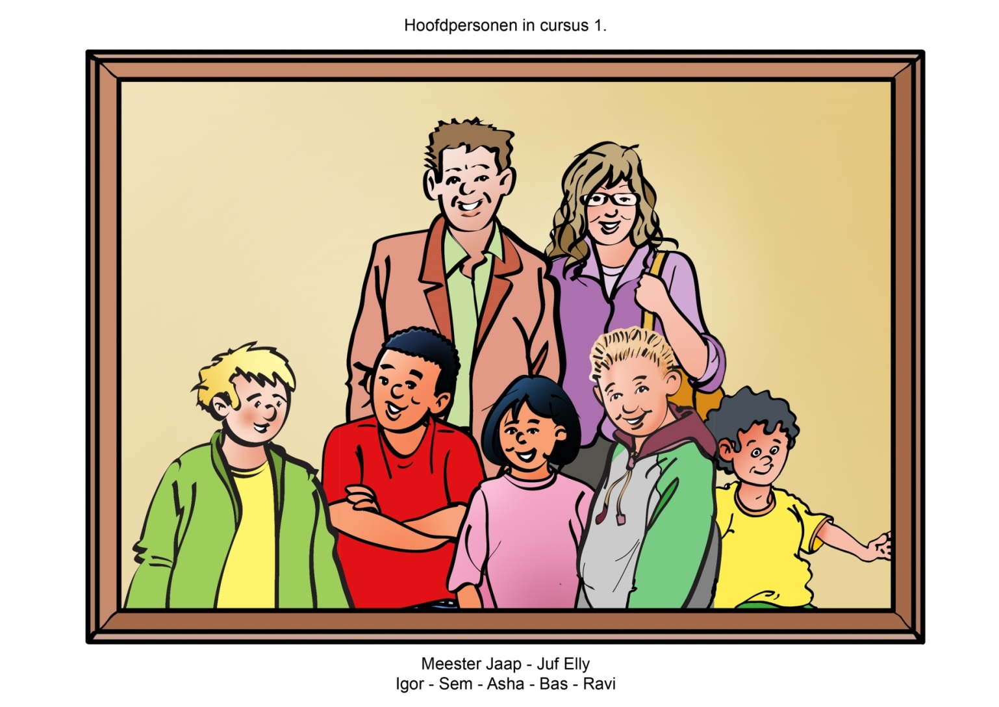 Hoofdpersonen in cursus 1.
Meester Jaap - Juf Elly
Igor - Sem - Asha - Bas - Ravi